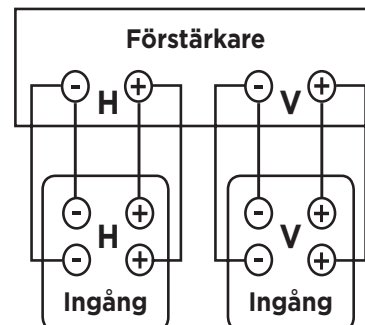 Förstärkare
- H + - V +
- H + - V +
- + - +
Ingång Ingång